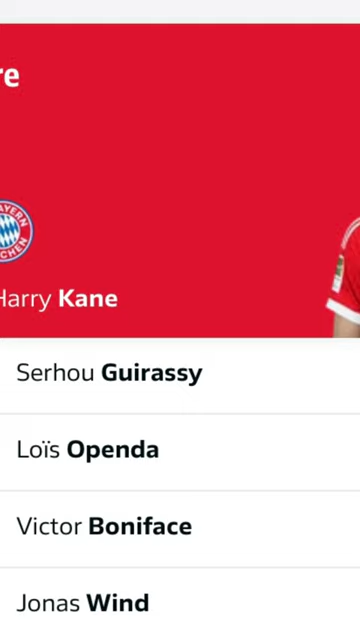 re
Harry Kane
Serhou Guirassy
Loïs Openda
Victor Boniface
Jonas Wind